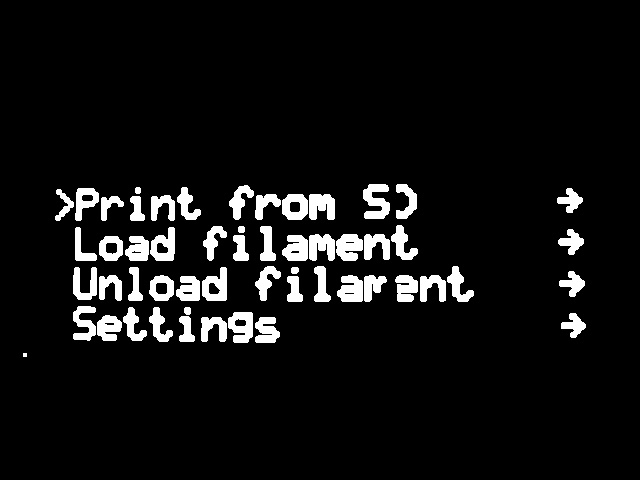 >Print from SD →
Load filament →
Unload filament →
Settings →